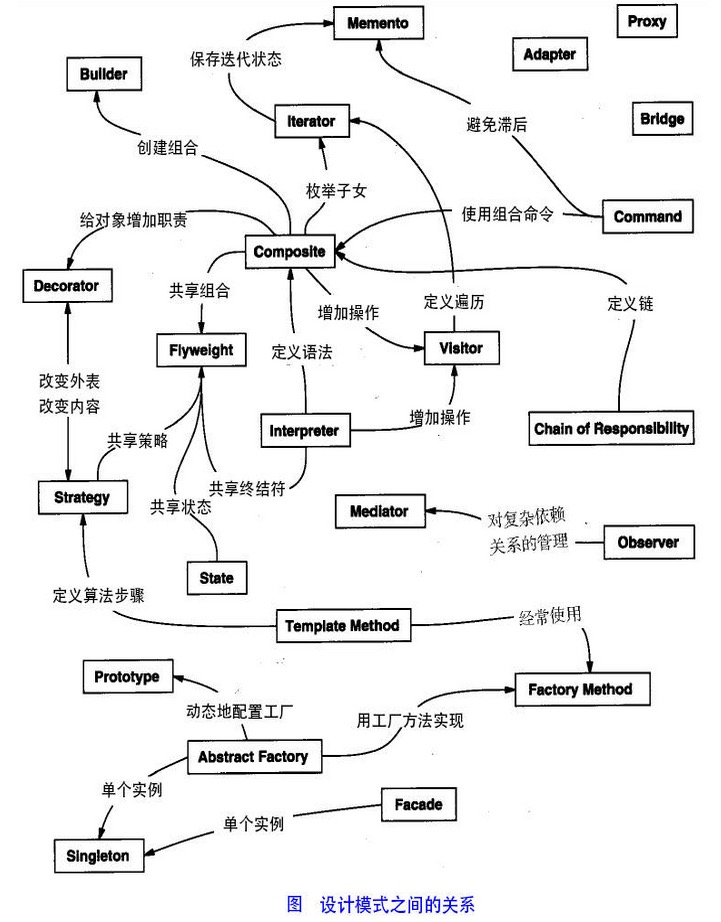 Memento
Proxy
Adapter
保存迭代状态
Builder
Iterator
避免滞后
Bridge
创建组合
枚举子女
给对象增加职责
使用组合命令
Command
Composite
Decorator
共享组合
增加操作
定义遍历
定义链
Flyweight
定义语法
Visitor
改变外表
改变内容
增加操作
共享策略
Interpreter
Chain of Responsibility
共享终结符
Strategy
共享状态
Mediator
对复杂依赖
关系的管理
Observer
State
定义算法步骤
Template Method
经常使用
Prototype
Factory Method
动态地配置工厂
用工厂方法实现
Abstract Factory
单个实例
Facade
单个实例
Singleton
图 设计模式之间的关系